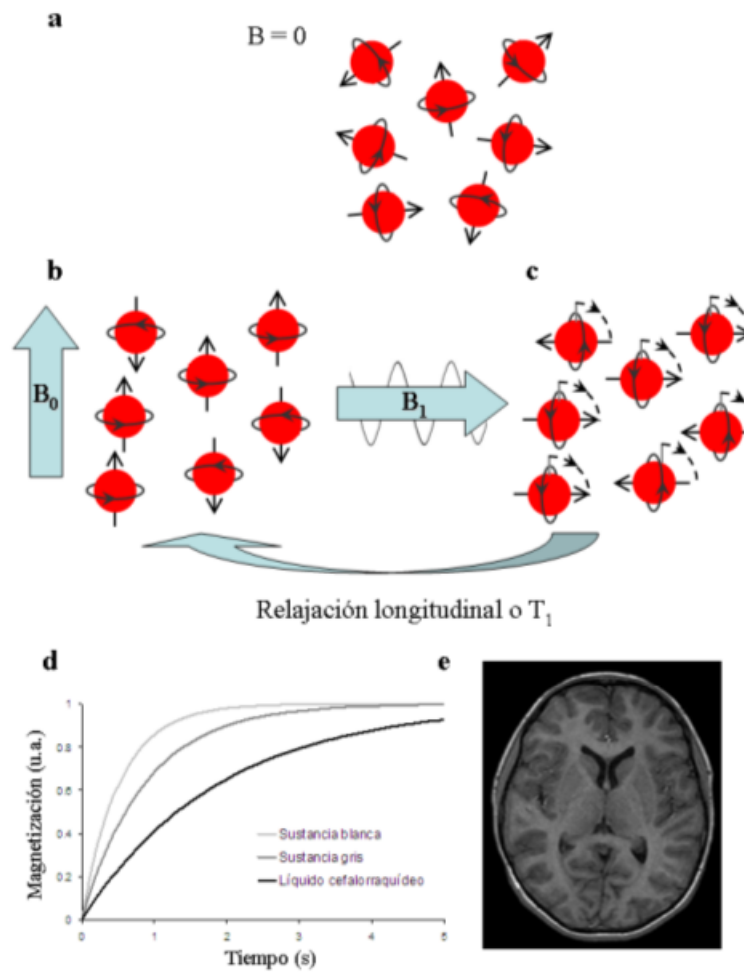 a
B = 0
b
c
B₀
B₁
Relajación longitudinal o T₁
d
e
Magnetización (u.a.)
1
0.8
0.6
0.4
0.2
0
Sustancia blanca
Sustancia gris
Líquido cefalorraquídeo
0 1 2 3 4 5
Tiempo (s)